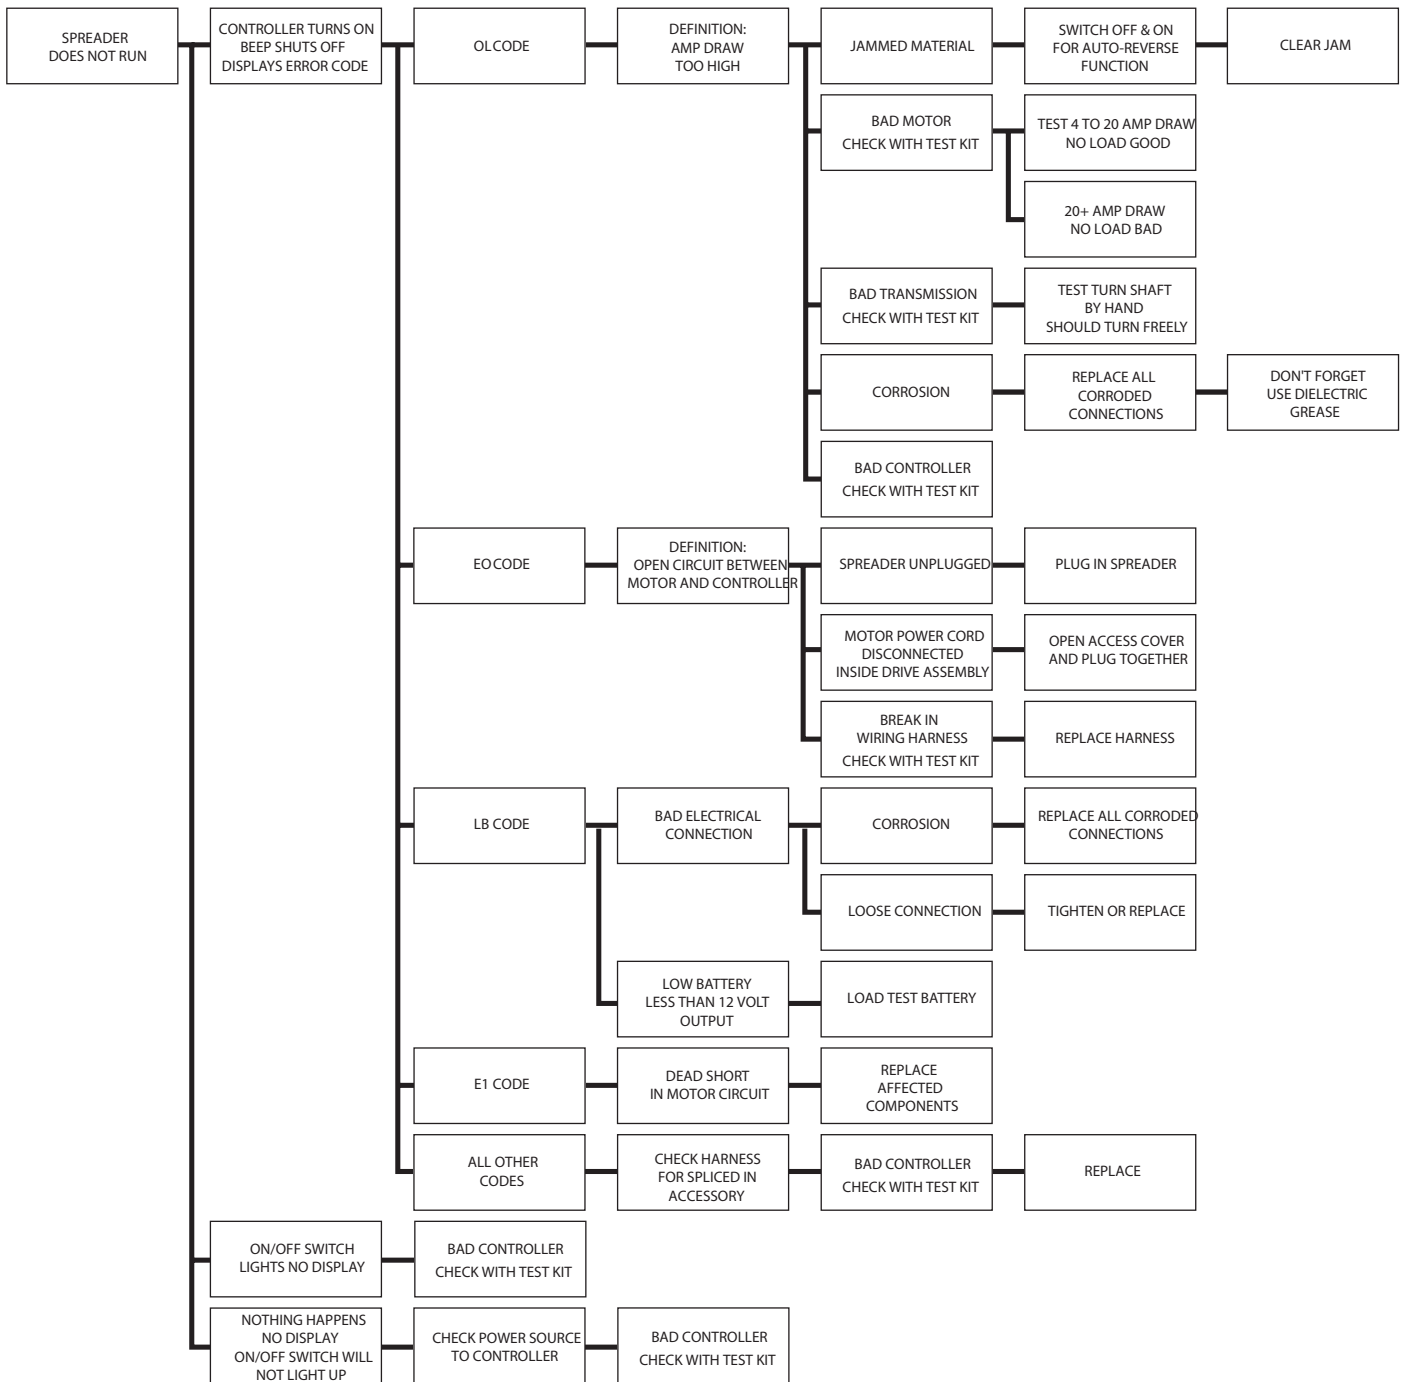 SPREADER
DOES NOT RUN
CONTROLLER TURNS ON
BEEP SHUTS OFF
DISPLAYS ERROR CODE
OL CODE
DEFINITION:
AMP DRAW
TOO HIGH
JAMMED MATERIAL
SWITCH OFF & ON
FOR AUTO-REVERSE
FUNCTION
CLEAR JAM
BAD MOTOR
CHECK WITH TEST KIT
TEST 4 TO 20 AMP DRAW
NO LOAD GOOD
20+ AMP DRAW
NO LOAD BAD
BAD TRANSMISSION
CHECK WITH TEST KIT
TEST TURN SHAFT
BY HAND
SHOULD TURN FREELY
CORROSION
REPLACE ALL
CORRODED
CONNECTIONS
DON'T FORGET
USE DIELECTRIC
GREASE
BAD CONTROLLER
CHECK WITH TEST KIT
EO CODE
DEFINITION:
OPEN CIRCUIT BETWEEN
MOTOR AND CONTROLLER
SPREADER UNPLUGGED
PLUG IN SPREADER
MOTOR POWER CORD
DISCONNECTED
INSIDE DRIVE ASSEMBLY
OPEN ACCESS COVER
AND PLUG TOGETHER
BREAK IN
WIRING HARNESS
CHECK WITH TEST KIT
REPLACE HARNESS
LB CODE
BAD ELECTRICAL
CONNECTION
CORROSION
REPLACE ALL CORRODED
CONNECTIONS
LOOSE CONNECTION
TIGHTEN OR REPLACE
LOW BATTERY
LESS THAN 12 VOLT
OUTPUT
LOAD TEST BATTERY
E1 CODE
DEAD SHORT
IN MOTOR CIRCUIT
REPLACE
AFFECTED
COMPONENTS
ALL OTHER
CODES
CHECK HARNESS
FOR SPLICED IN
ACCESSORY
BAD CONTROLLER
CHECK WITH TEST KIT
REPLACE
ON/OFF SWITCH
LIGHTS NO DISPLAY
BAD CONTROLLER
CHECK WITH TEST KIT
NOTHING HAPPENS
NO DISPLAY
ON/OFF SWITCH WILL
NOT LIGHT UP
CHECK POWER SOURCE
TO CONTROLLER
BAD CONTROLLER
CHECK WITH TEST KIT